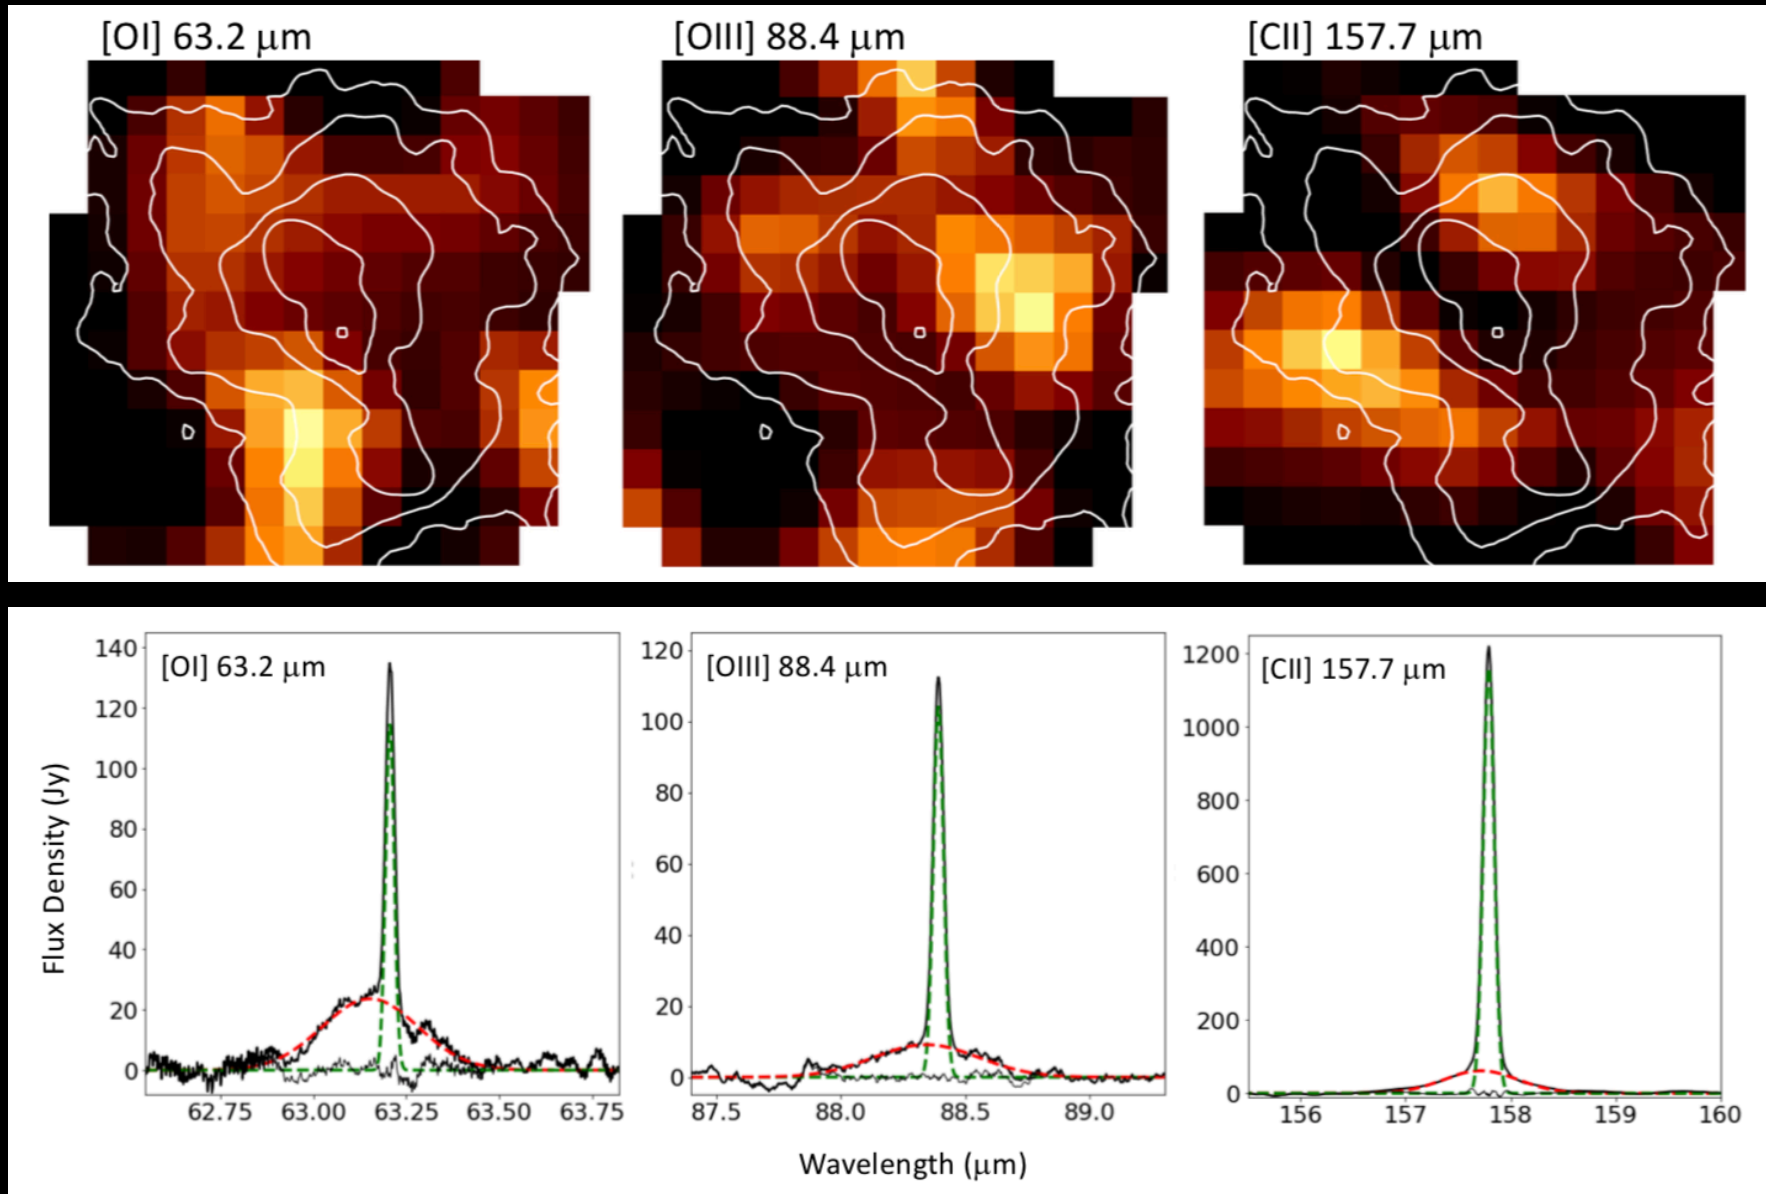 [OI] 63.2 μm
[OIII] 88.4 μm
[CII] 157.7 μm
[OI] 63.2 μm
[OIII] 88.4 μm
[CII] 157.7 μm
Flux Density (Jy)
140
120
100
80
60
40
20
0
62.75 63.00 63.25 63.50 63.75
120
100
80
60
40
20
0
87.5 88.0 88.5 89.0
1200
1000
800
600
400
200
0
156 157 158 159 160
Wavelength (μm)